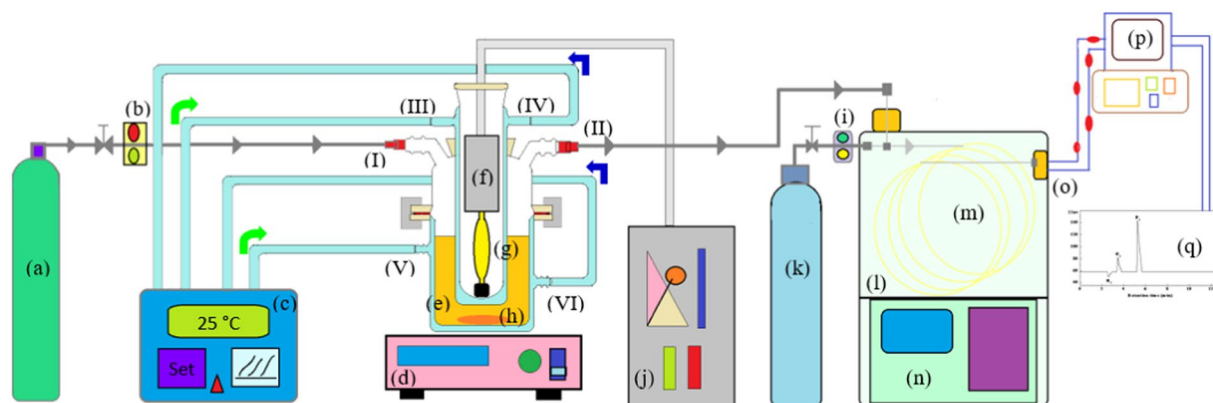 (a)
(b)
(c)
25 °C
Set
(I)
(II)
(III)
(IV)
(V)
(VI)
(d)
(e)
(f)
(g)
(h)
(i)
(j)
(k)
(l)
(m)
(n)
(o)
(p)
(q)